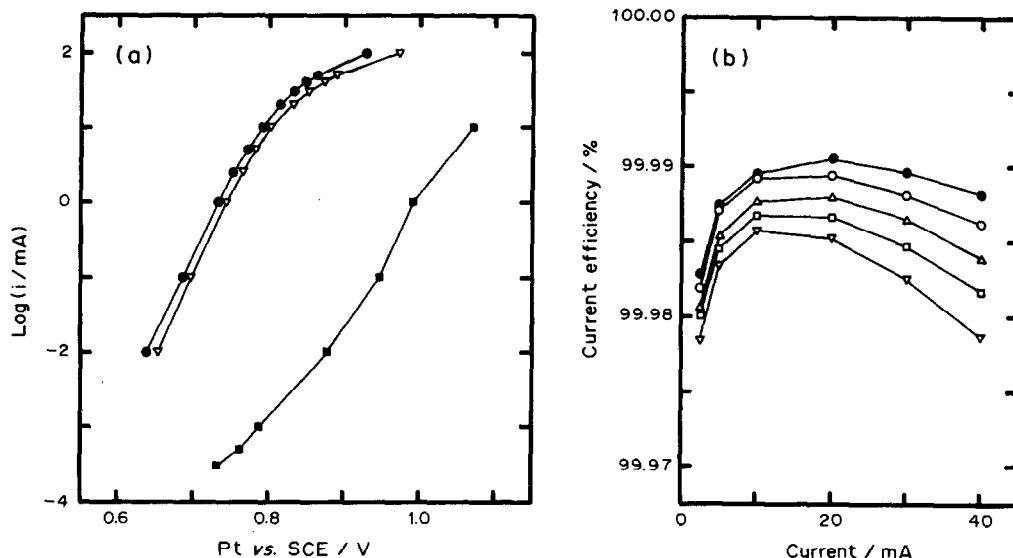 (a)
2
0
-2
-4
Log (i / mA)
0.6
0.8
1.0
Pt vs. SCE / V
(b)
100.00
99.99
99.98
99.97
Current efficiency / %
0
20
40
Current / mA